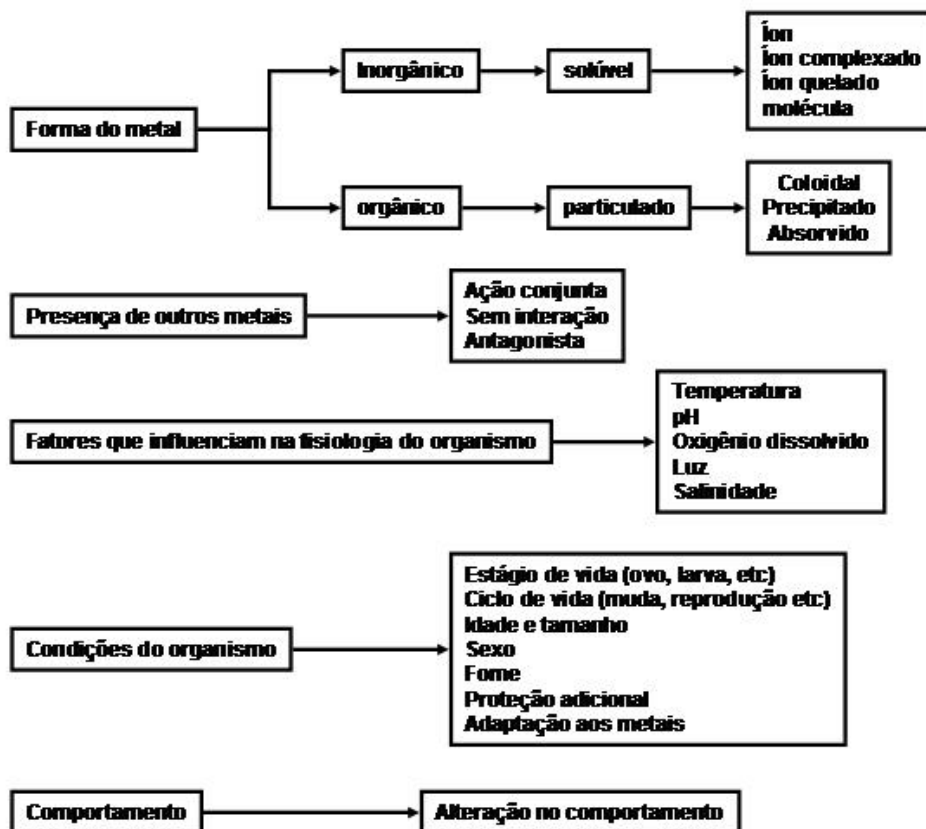 Forma do metal
Inorgânico
solúvel
Íon
Íon complexado
Íon quelado
molécula
orgânico
particulado
Coloidal
Precipitado
Absorvido
Presença de outros metais
Ação conjunta
Sem interação
Antagonista
Fatores que influenciam na fisiologia do organismo
Temperatura
pH
Oxigênio dissolvido
Luz
Salinidade
Condições do organismo
Estágio de vida (ovo, larva, etc)
Ciclo de vida (muda, reprodução etc)
Idade e tamanho
Sexo
Fome
Proteção adicional
Adaptação aos metais
Comportamento
Alteração no comportamento